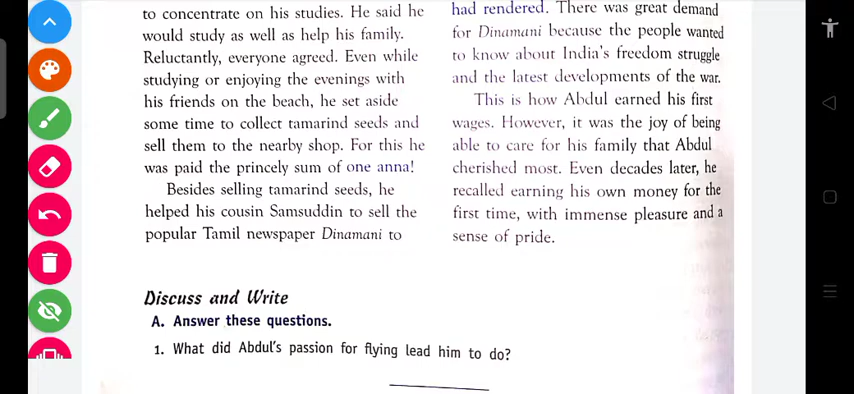 to concentrate on his studies. He said he
would study as well as help his family.
Reluctantly, everyone agreed. Even while
studying or enjoying the evenings with
his friends on the beach, he set aside
some time to collect tamarind seeds and
sell them to the nearby shop. For this he
was paid the princely sum of one anna!
Besides selling tamarind seeds, he
helped his cousin Samsuddin to sell the
popular Tamil newspaper Dinamani to
had rendered. There was great demand
for Dinamani because the people wanted
to know about India's freedom struggle
and the latest developments of the war.
This is how Abdul earned his first
wages. However, it was the joy of being
able to care for his family that Abdul
cherished most. Even decades later, he
recalled earning his own money for the
first time, with immense pleasure and a
sense of pride.
Discuss and Write
A. Answer these questions.
1. What did Abdul's passion for flying lead him to do?